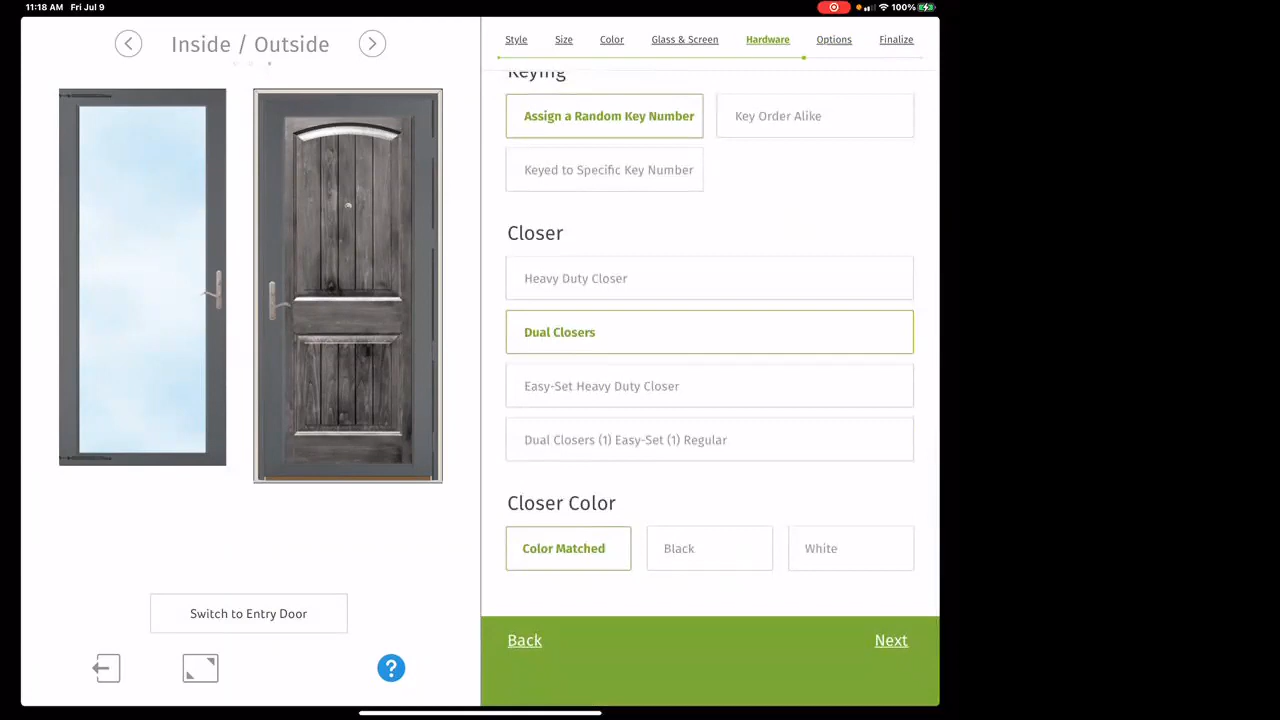 11:18 AM Fri Jul 9
100%
Inside / Outside
Style Size Color Glass & Screen Hardware Options Finalize
Keying
Assign a Random Key Number
Key Order Alike
Keyed to Specific Key Number
Closer
Heavy Duty Closer
Dual Closers
Easy-Set Heavy Duty Closer
Dual Closers (1) Easy-Set (1) Regular
Closer Color
Color Matched
Black
White
Switch to Entry Door
?
Back
Next